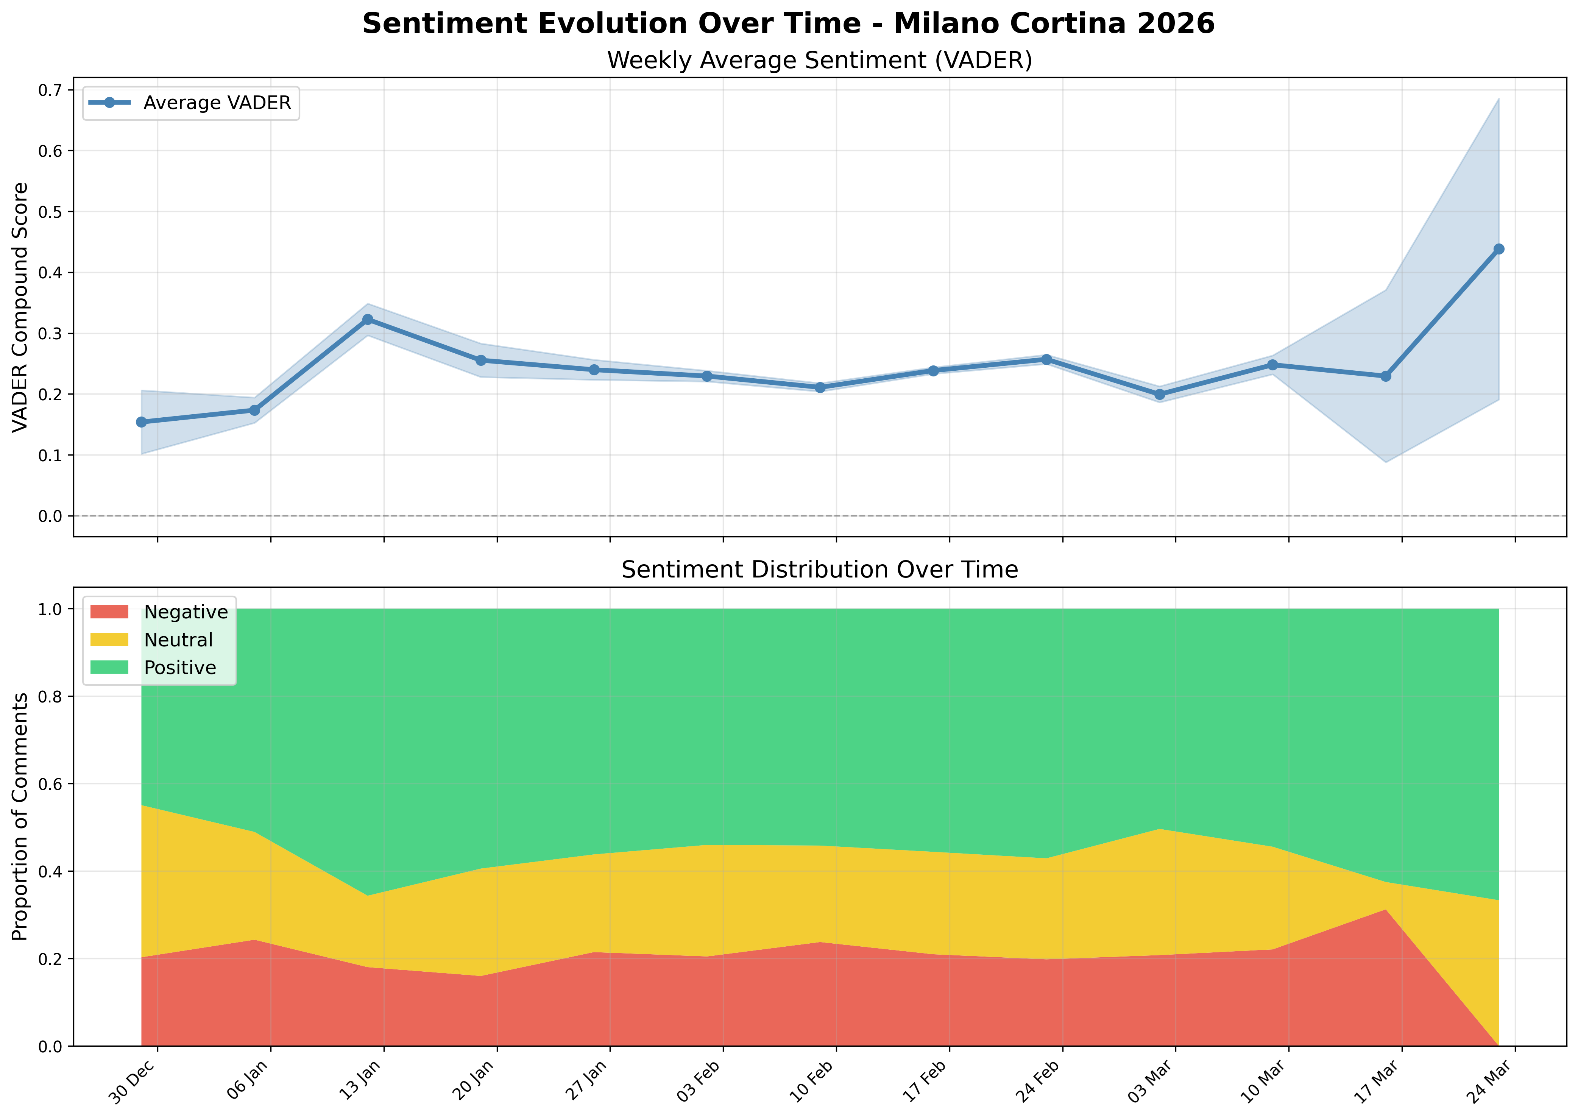 Sentiment Evolution Over Time - Milano Cortina 2026
Weekly Average Sentiment (VADER)
Average VADER
VADER Compound Score
0.7
0.6
0.5
0.4
0.3
0.2
0.1
0.0
Sentiment Distribution Over Time
Negative
Neutral
Positive
Proportion of Comments
1.0
0.8
0.6
0.4
0.2
0.0
30 Dec
06 Jan
13 Jan
20 Jan
27 Jan
03 Feb
10 Feb
17 Feb
24 Feb
03 Mar
10 Mar
17 Mar
24 Mar